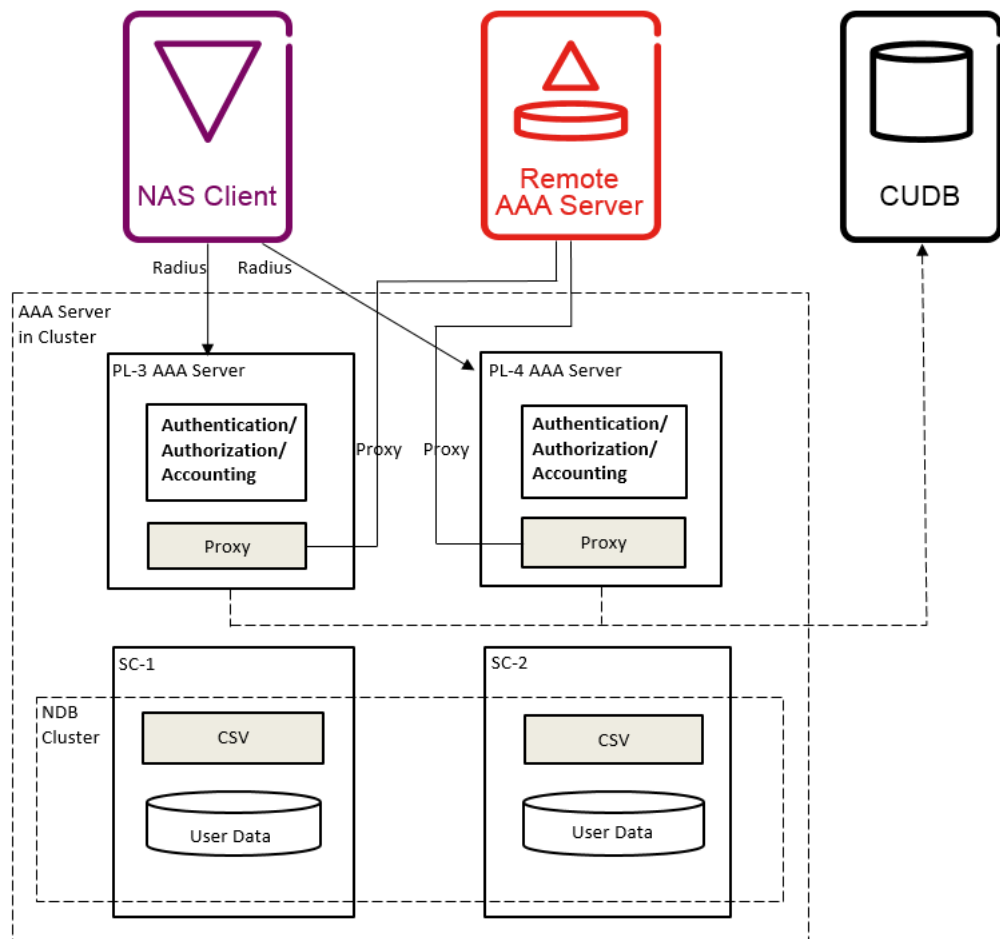 NAS Client
Remote
AAA Server
CUDB
Radius
Radius
AAA Server
in Cluster
PL-3 AAA Server
PL-4 AAA Server
Authentication/
Authorization/
Accounting
Proxy
Proxy
Authentication/
Authorization/
Accounting
Proxy
Proxy
SC-1
SC-2
NDB
Cluster
CSV
CSV
User Data
User Data